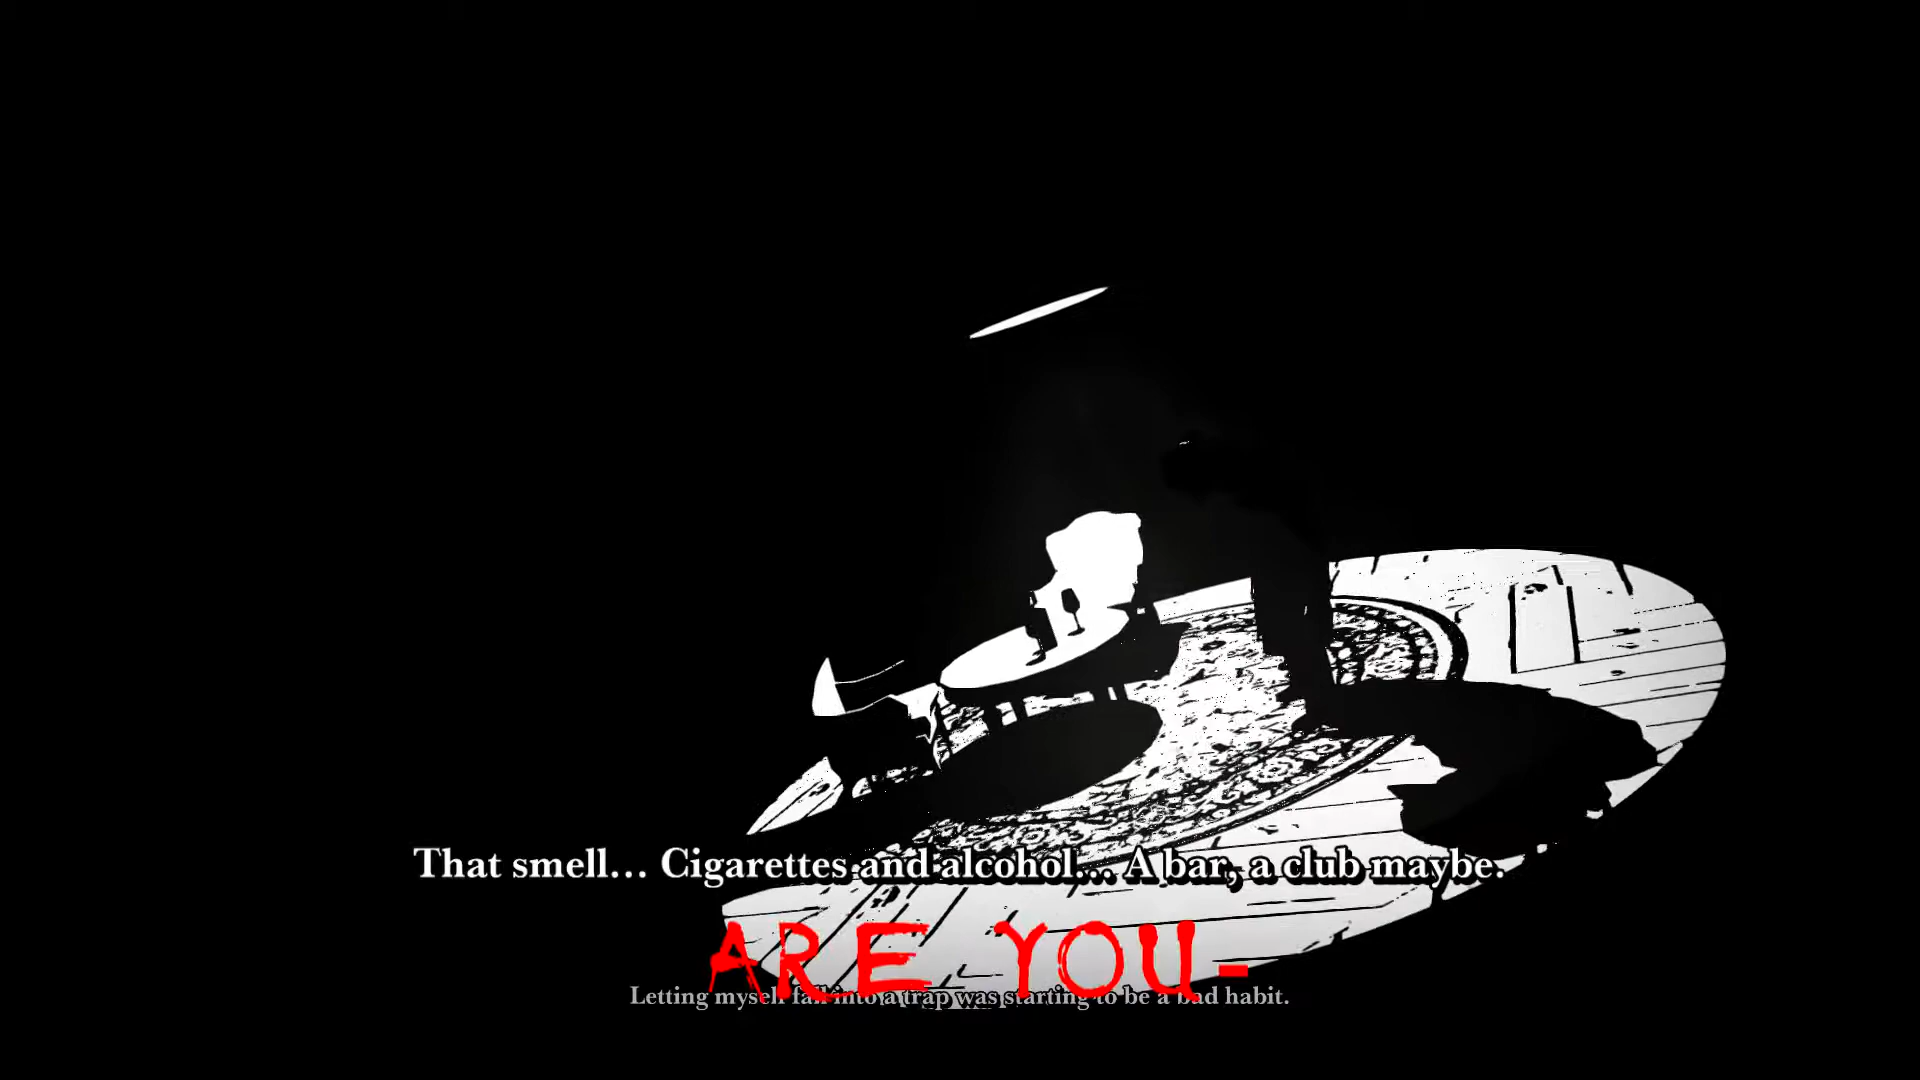 That smell… Cigarettes and alcohol… A bar, a club maybe.
ARE YOU-
Letting myself fall into a trap was starting to be a bad habit.